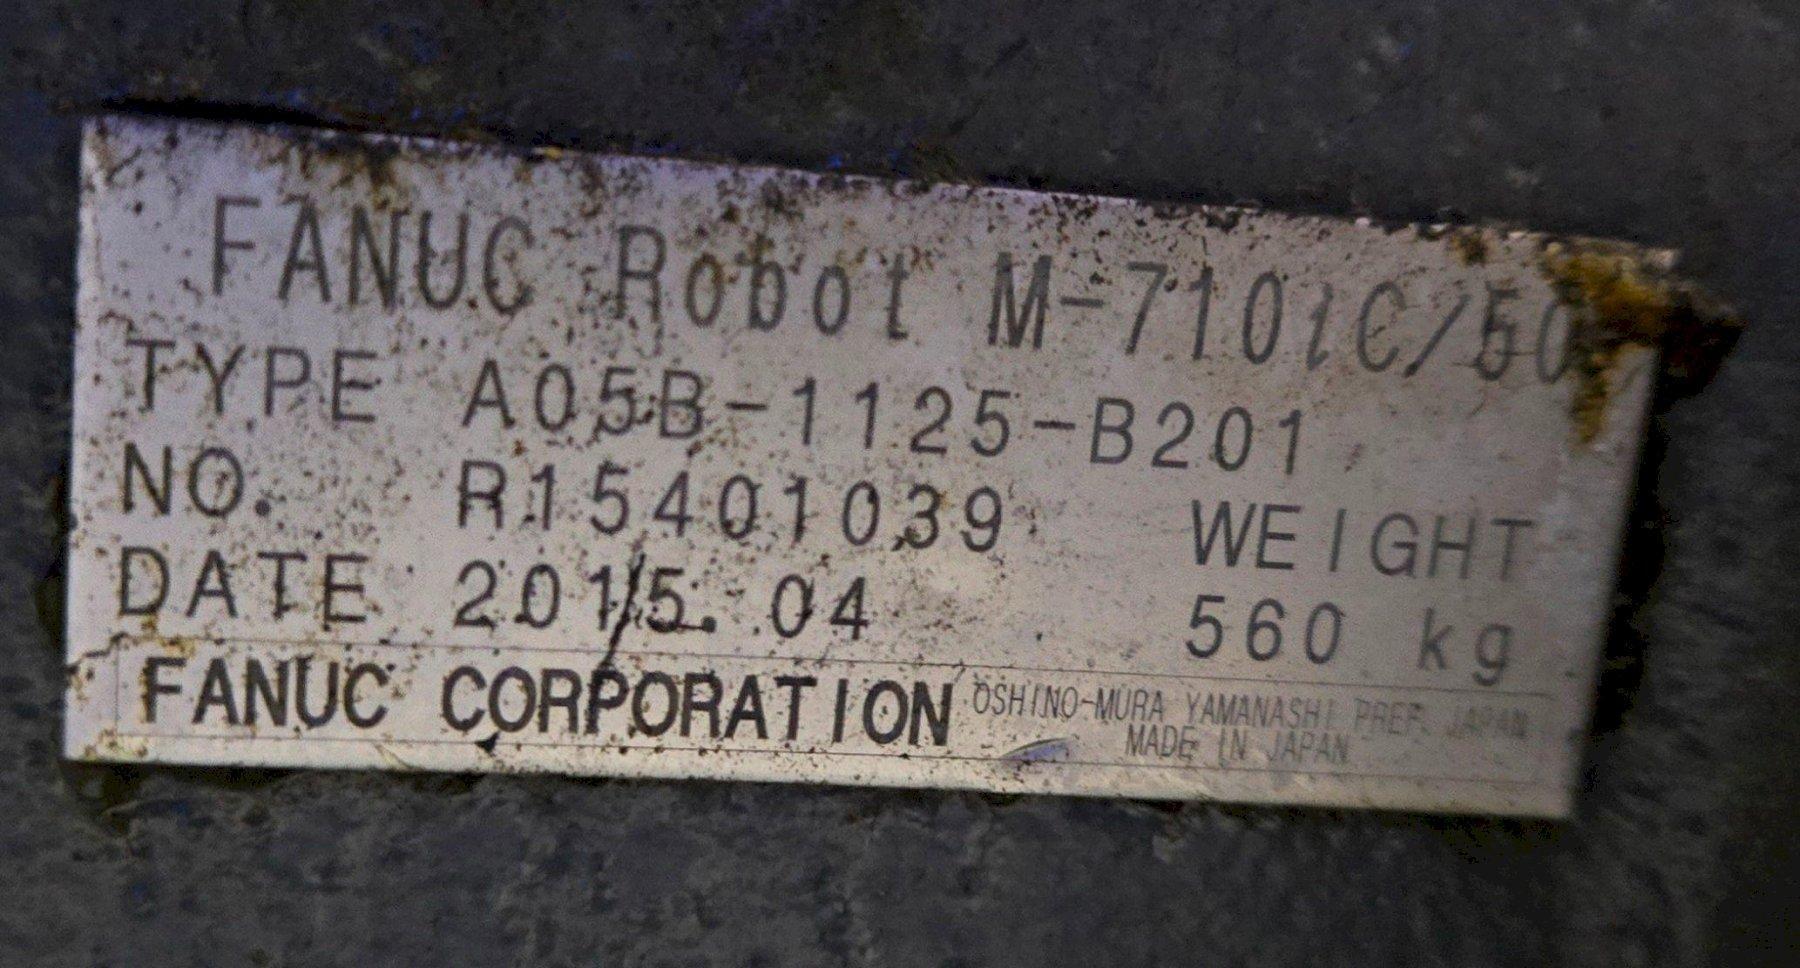 FANUC Robot M-710iC/50
TYPE A05B-1125-B201
NO. R15401039 WEIGHT
DATE 2015.04 560 kg
FANUC CORPORATION OSHINO-MURA YAMANASHI PREF. JAPAN
MADE IN JAPAN